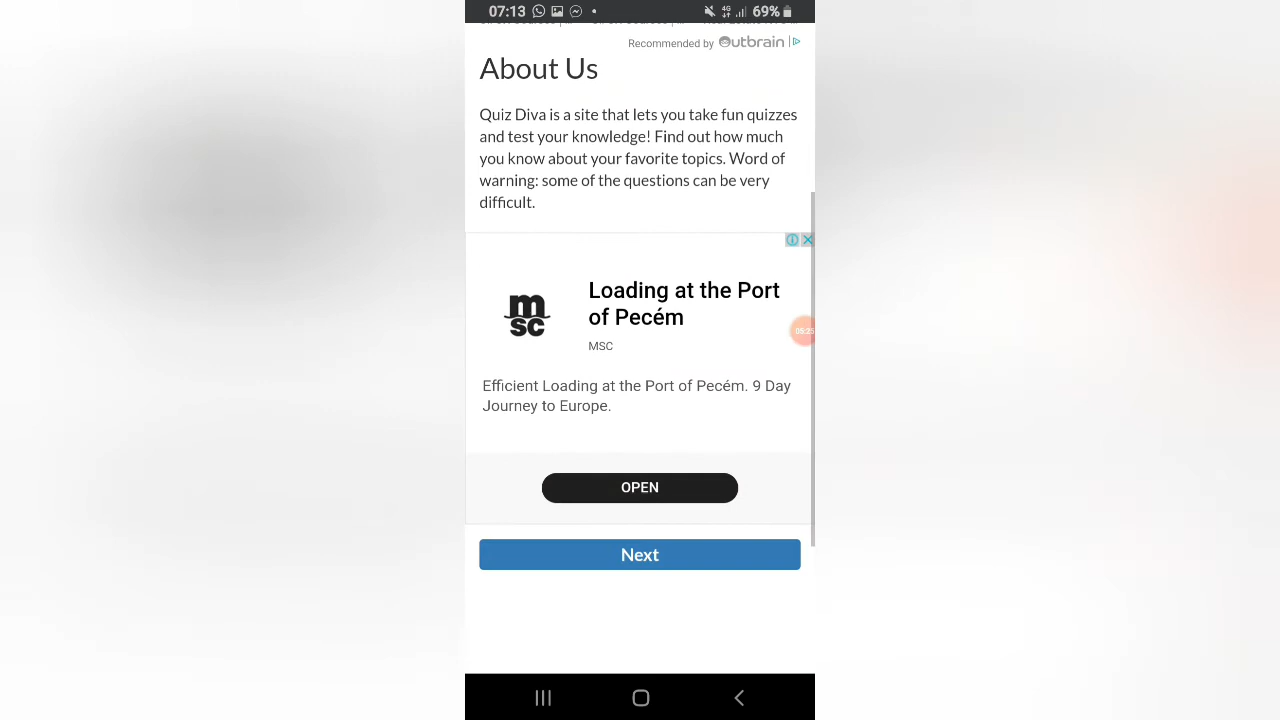 07:13
4G
69%
Recommended by Outbrain
About Us
Quiz Diva is a site that lets you take fun quizzes
and test your knowledge! Find out how much
you know about your favorite topics. Word of
warning: some of the questions can be very
difficult.
msc
Loading at the Port
of Pecém
MSC
05:25
Efficient Loading at the Port of Pecém. 9 Day
Journey to Europe.
OPEN
Next